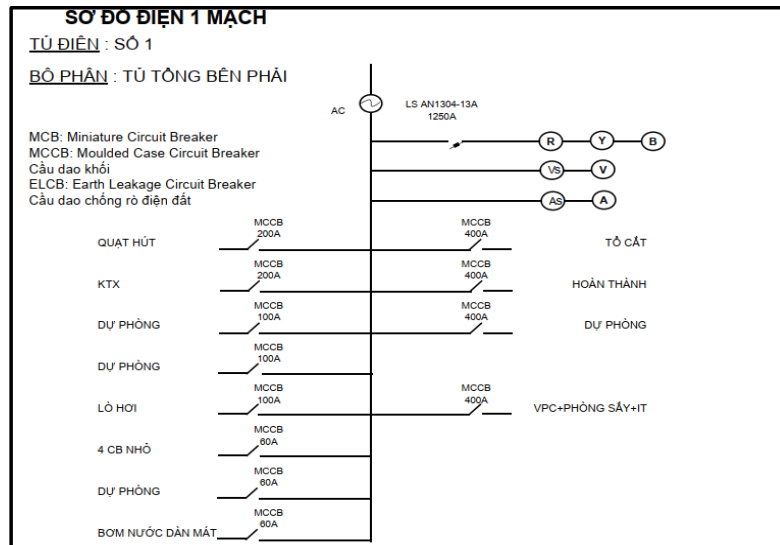 SƠ ĐỒ ĐIỆN 1 MẠCH
TỦ ĐIỆN : SỐ 1
BỘ PHẬN : TỦ TỔNG BÊN PHẢI
AC
LS AN1304-13A
1250A
MCB: Miniature Circuit Breaker
MCCB: Moulded Case Circuit Breaker
Cầu dao khối
ELCB: Earth Leakage Circuit Breaker
Cầu dao chống rò điện đất
R Y B
Vs V
As A
QUẠT HÚT
MCCB
200A
MCCB
400A
TỔ CẮT
KTX
MCCB
200A
MCCB
400A
HOÀN THÀNH
DỰ PHÒNG
MCCB
100A
MCCB
400A
DỰ PHÒNG
DỰ PHÒNG
MCCB
100A
LÒ HƠI
MCCB
100A
MCCB
400A
VPC+PHÒNG SẤY+IT
4 CB NHỎ
MCCB
60A
DỰ PHÒNG
MCCB
60A
BƠM NƯỚC DÀN MÁT
MCCB
60A